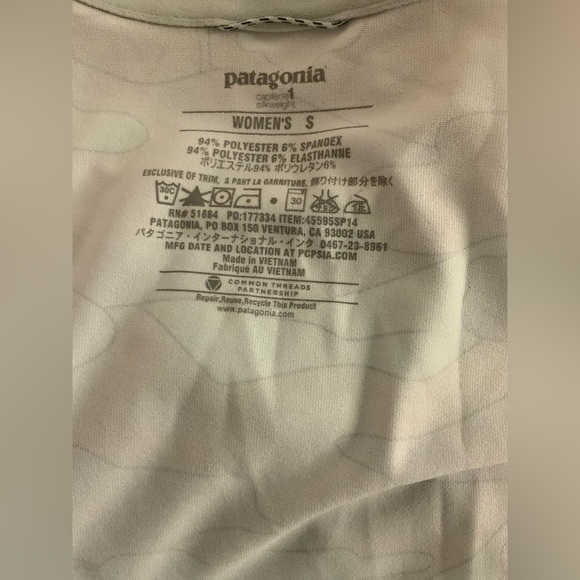 patagonia
capilene 1
silkweight
WOMEN'S S
94% POLYESTER 6% SPANDEX
94% POLYESTER 6% ELASTHANNE
ポリエステル94% ポリウレタン6%
EXCLUSIVE OF TRIM, A PART LA GARNITURE, 飾り付け部分を除く
30C 30
RN# 51884 PO:177334 ITEM:45595SP14
PATAGONIA, PO BOX 150 VENTURA, CA 93002 USA
パタゴニア・インターナショナル・インク 0467-23-8961
MFG DATE AND LOCATION AT PCPSIA.COM
Made in VIETNAM
Fabriqué AU VIETNAM
COMMON THREADS
PARTNERSHIP
Repair,Reuse,Recycle This Product
www.patagonia.com